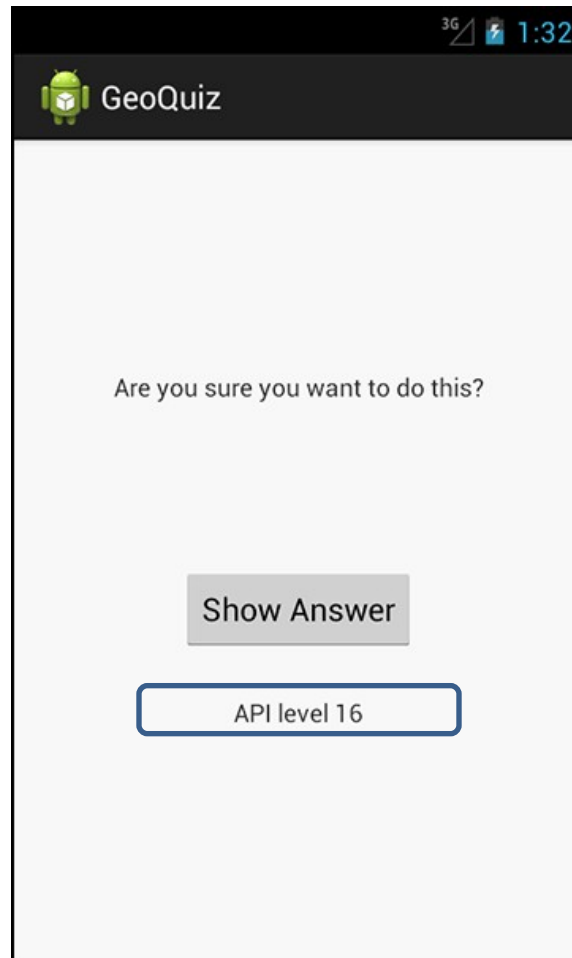 3G 1:32
GeoQuiz
Are you sure you want to do this?
Show Answer
API level 16